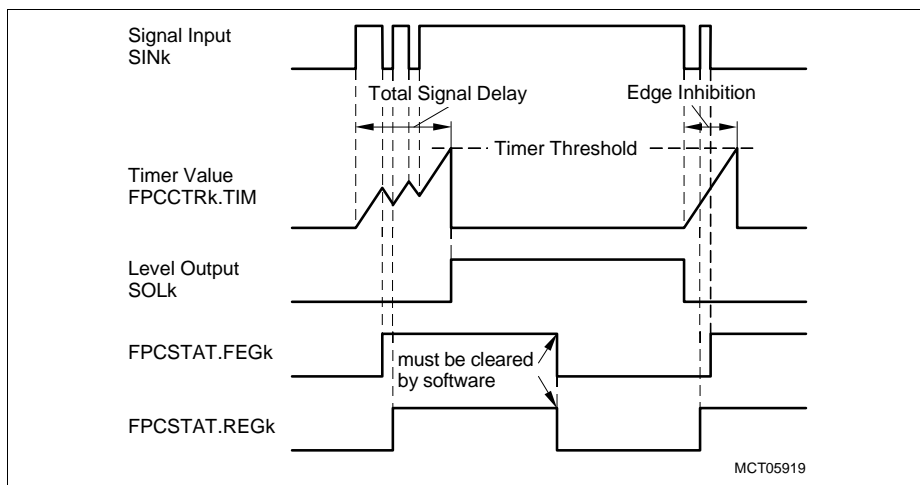 Signal Input
SINk
Total Signal Delay
Edge Inhibition
Timer Threshold
Timer Value
FPCCTRk.TIM
Level Output
SOLk
FPCSTAT.FEGk
must be cleared
by software
FPCSTAT.REGk
MCT05919